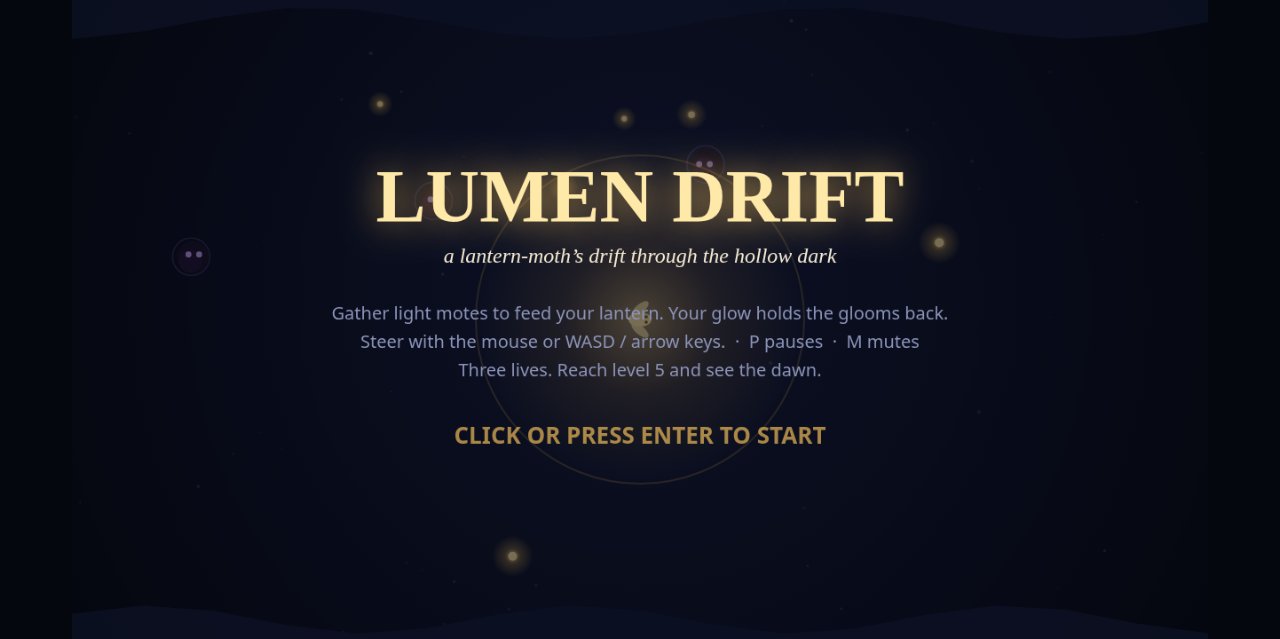 LUMEN DRIFT
a lantern-moth’s drift through the hollow dark
Gather light motes to feed your lantern. Your glow holds the glooms back.
Steer with the mouse or WASD / arrow keys. · P pauses · M mutes
Three lives. Reach level 5 and see the dawn.
CLICK OR PRESS ENTER TO START